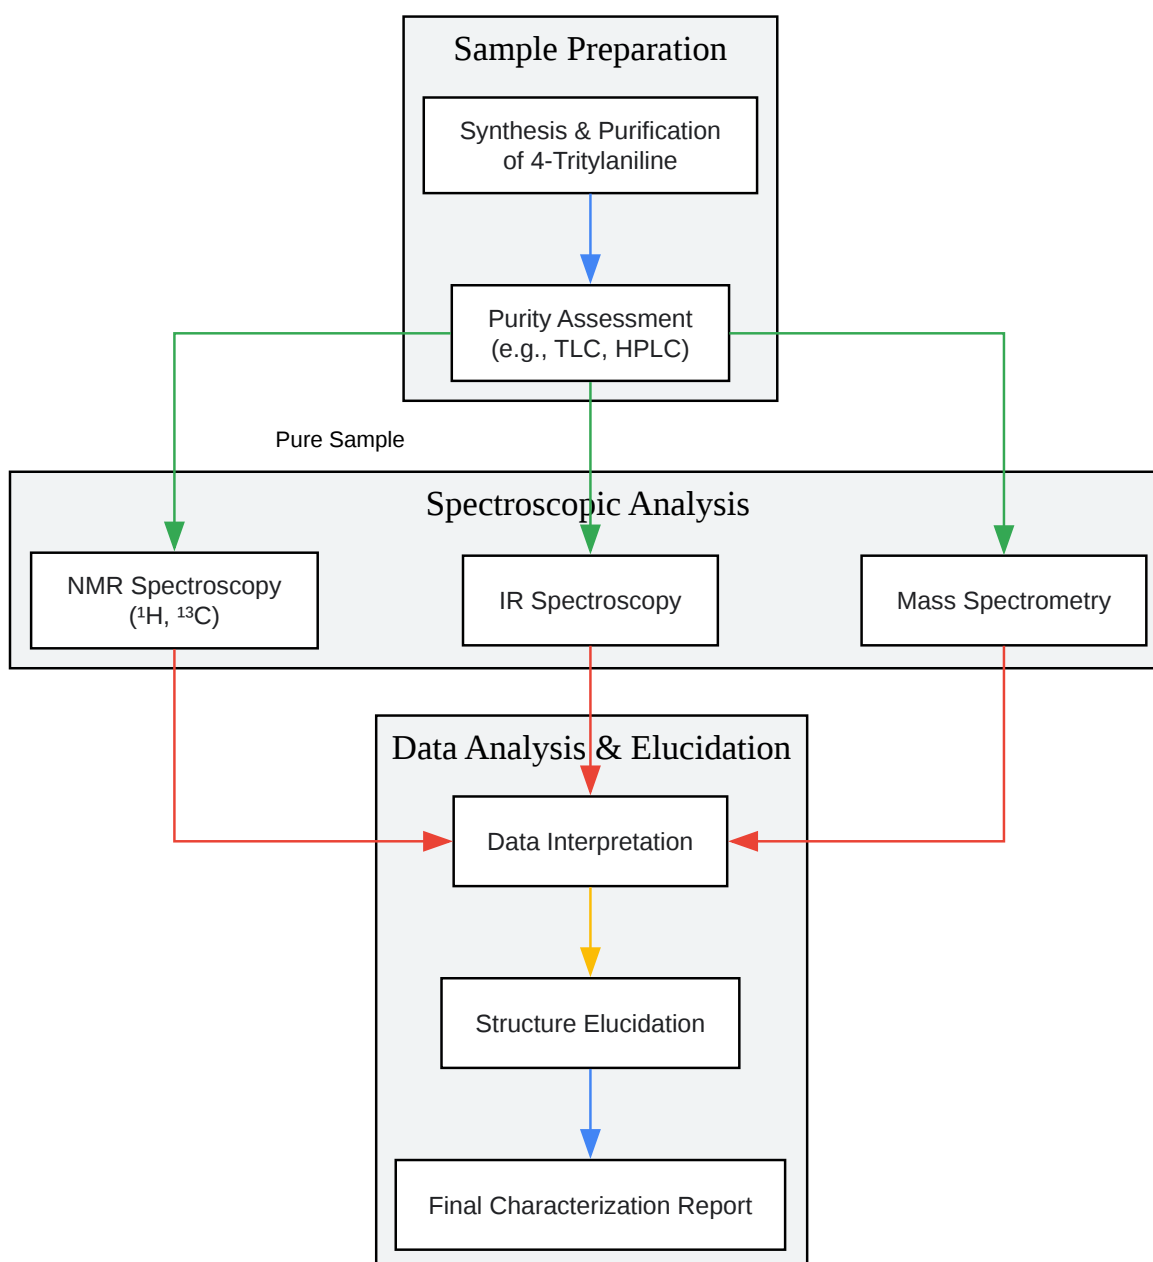 Sample Preparation
Synthesis & Purification
of 4-Tritylaniline
Purity Assessment
(e.g., TLC, HPLC)
Pure Sample
Spectroscopic Analysis
NMR Spectroscopy
(¹H, ¹³C)
IR Spectroscopy
Mass Spectrometry
Data Analysis & Elucidation
Data Interpretation
Structure Elucidation
Final Characterization Report